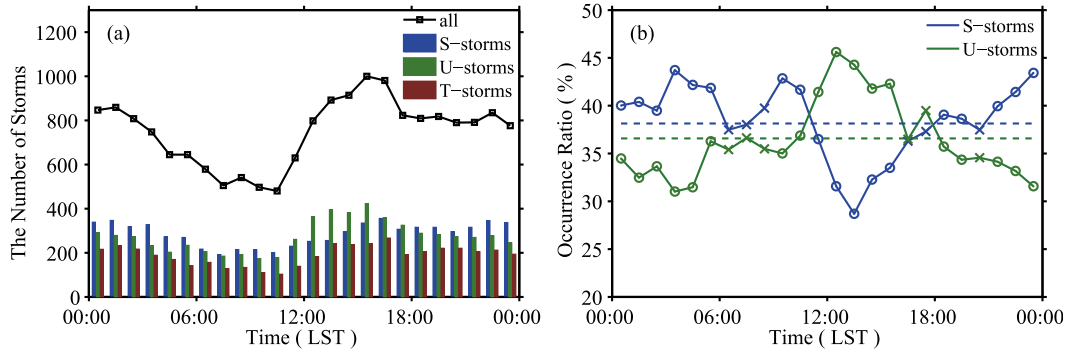 (a)
all
S−storms
U−storms
T−storms
The Number of Storms
1200
1000
800
600
400
200
0
00:00 06:00 12:00 18:00 00:00
Time ( LST )
(b)
S−storms
U−storms
Occurrence Ratio ( % )
50
45
40
35
30
25
20
00:00 06:00 12:00 18:00 00:00
Time ( LST )